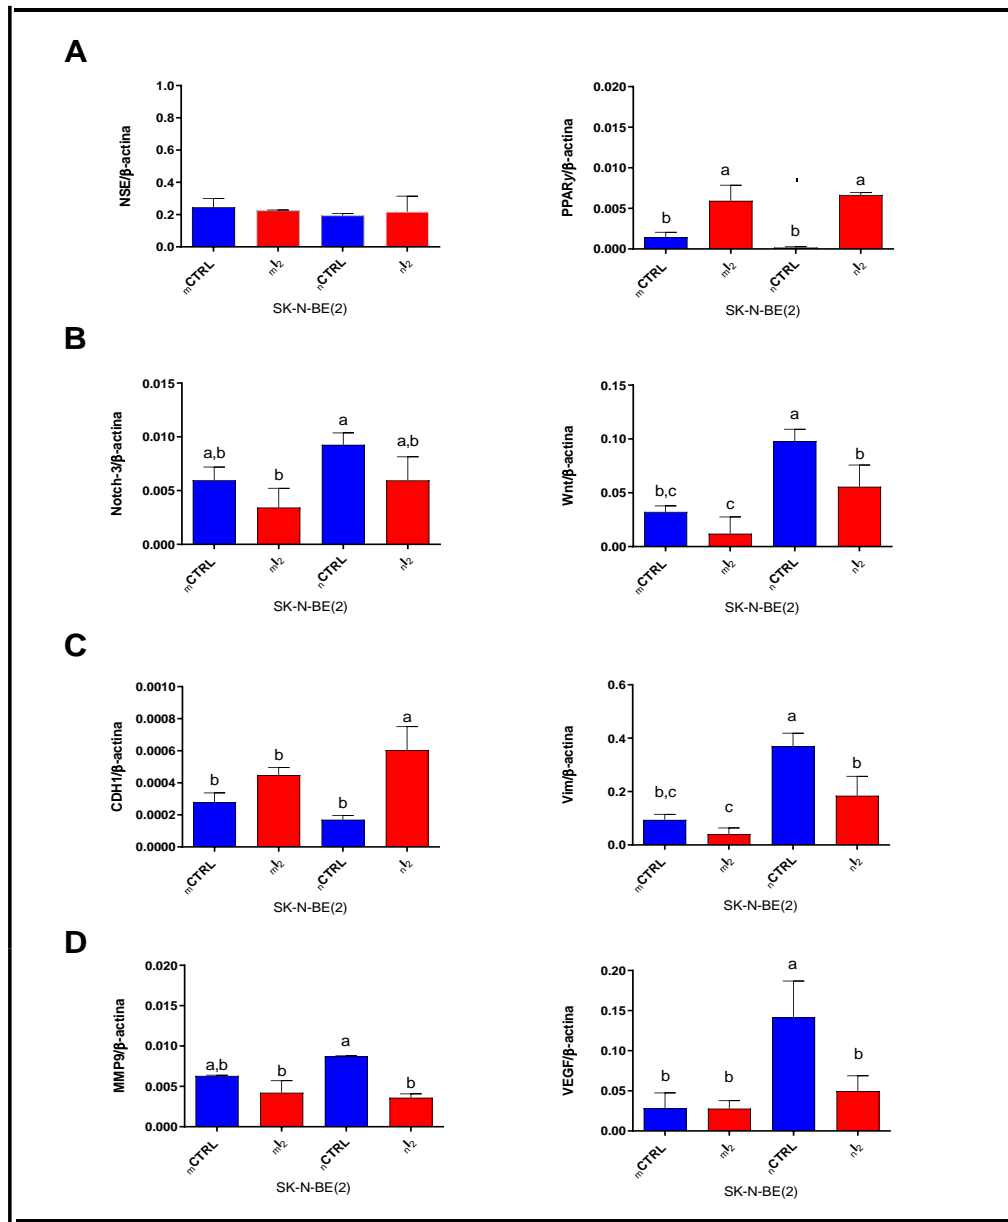 A
NSE/β-actina
1.0
0.8
0.6
0.4
0.2
0.0
mCTRL
mI2
nCTRL
nI2
SK-N-BE(2)
PPARγ/β-actina
0.020
0.015
0.010
0.005
0.000
b
a
b
a
mCTRL
mI2
nCTRL
nI2
SK-N-BE(2)
B
Notch-3/β-actina
0.015
0.010
0.005
0.000
a,b
b
a
a,b
mCTRL
mI2
nCTRL
nI2
SK-N-BE(2)
Wnt/β-actina
0.15
0.10
0.05
0.00
b,c
c
a
b
mCTRL
mI2
nCTRL
nI2
SK-N-BE(2)
C
CDH1/β-actina
0.0010
0.0008
0.0006
0.0004
0.0002
0.0000
b
b
b
a
mCTRL
mI2
nCTRL
nI2
SK-N-BE(2)
Vim/β-actina
0.6
0.4
0.2
0.0
b,c
c
a
b
mCTRL
mI2
nCTRL
nI2
SK-N-BE(2)
D
MMP9/β-actina
0.020
0.015
0.010
0.005
0.000
a,b
b
a
b
mCTRL
mI2
nCTRL
nI2
SK-N-BE(2)
VEGF/β-actina
0.20
0.15
0.10
0.05
0.00
b
b
a
b
mCTRL
mI2
nCTRL
nI2
SK-N-BE(2)